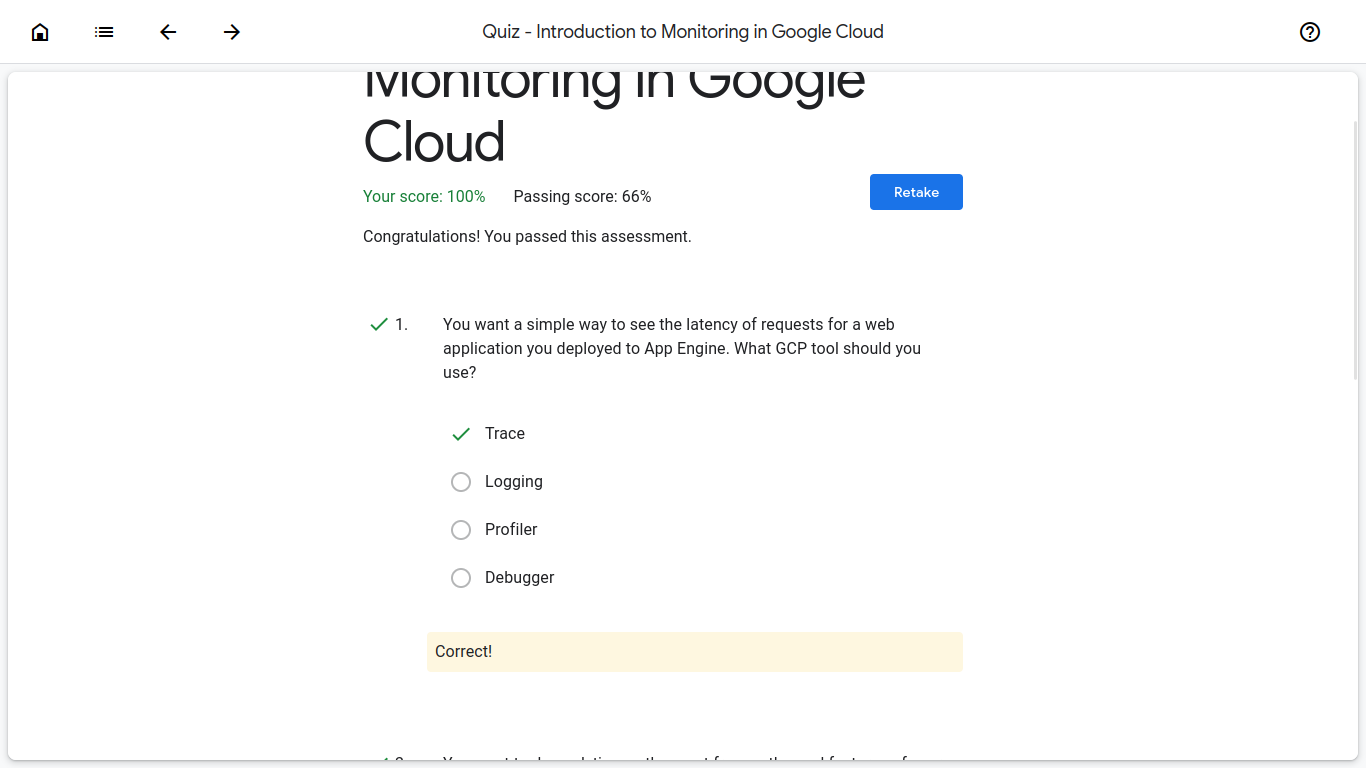 Quiz - Introduction to Monitoring in Google Cloud
Monitoring in Google
Cloud
Your score: 100% Passing score: 66%
Retake
Congratulations! You passed this assessment.
1. You want a simple way to see the latency of requests for a web
application you deployed to App Engine. What GCP tool should you
use?
Trace
Logging
Profiler
Debugger
Correct!